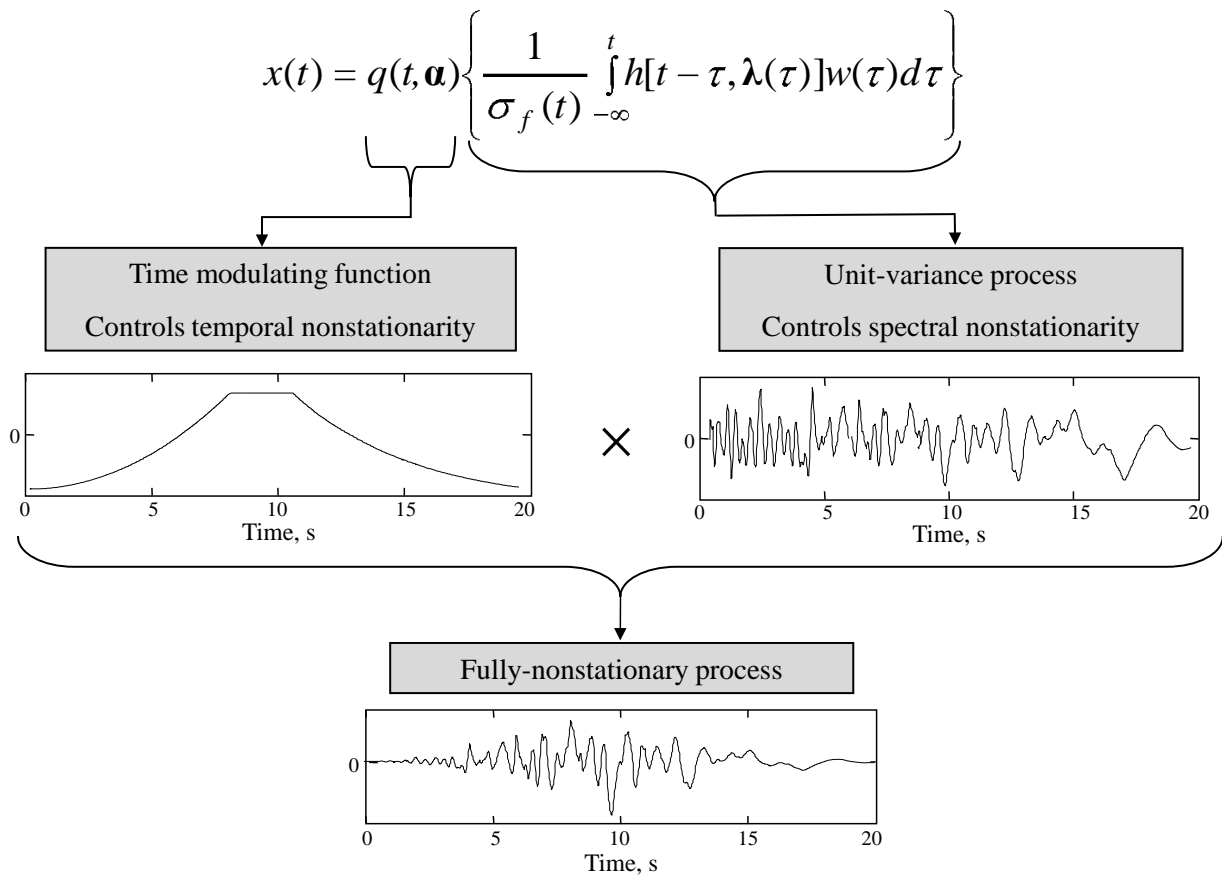 x(t) = q(t, α) { 1/σ_f(t) ∫_{-∞}^{t} h[t − τ, λ(τ)]w(τ)dτ }
Time modulating function
Controls temporal nonstationarity
Unit-variance process
Controls spectral nonstationarity
0
0 5 10 15 20
Time, s
×
0
0 5 10 15 20
Time, s
Fully-nonstationary process
0
0 5 10 15 20
Time, s